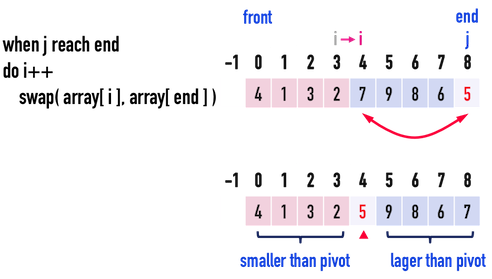 front end
i → i j
when j reach end
do i++
swap( array[ i ], array[ end ] )
-1 0 1 2 3 4 5 6 7 8
4 1 3 2 7 9 8 6 5
-1 0 1 2 3 4 5 6 7 8
4 1 3 2 5 9 8 6 7
smaller than pivot lager than pivot